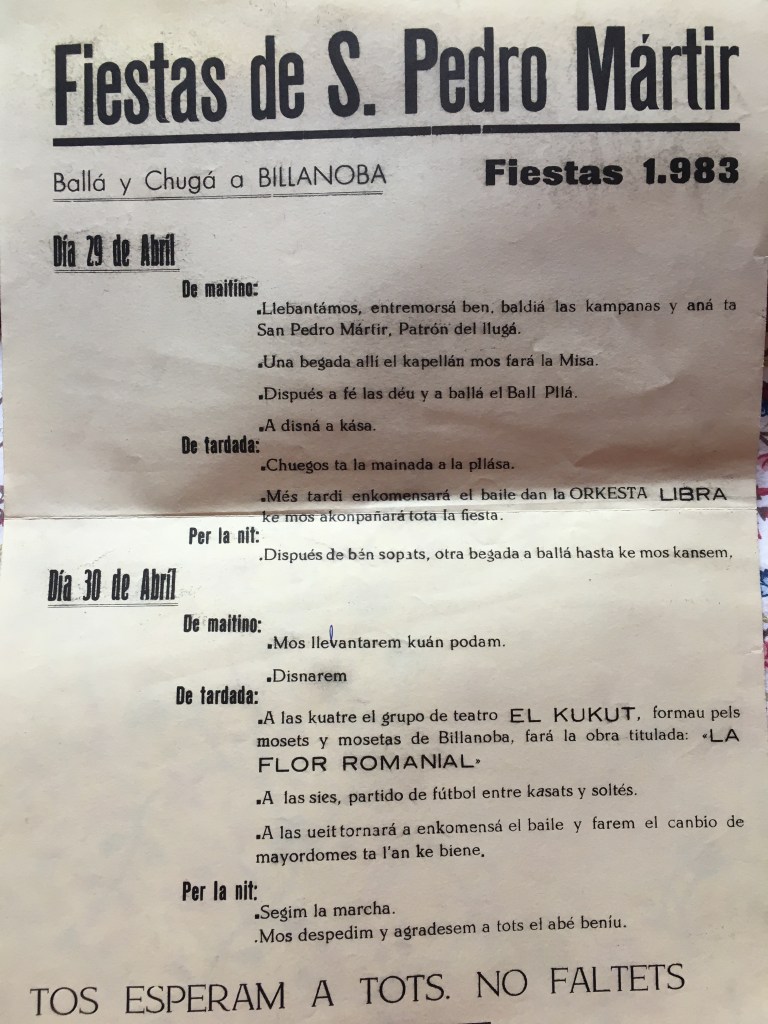 Fiestas de S. Pedro Mártir
Ballá y Chugá a BILLANOBA
Fiestas 1.983
Día 29 de Abríl
De maitino:
.Llebantámos, entremorsá ben, baldiá las kampanas y aná ta
San Pedro Mártir, Patrón del llugá.
.Una begada allí el kapellán mos fará la Misa.
.Dispués a fé las déu y a ballá el Ball Pllá.
.A disná a kása.
De tardada:
.Chuegos ta la mainada a la pllása.
.Més tardi enkomensará el baile dan la ORKESTA LIBRA
ke mos akonpañará tota la fiesta.
Per la nit:
.Dispués de bén sopats, otra begada a ballá hasta ke mos kansem.
Día 30 de Abríl
De maitino:
.Mos llevantarem kuán podam.
.Disnarem
De tardada:
.A las kuatre el grupo de teatro EL KUKUT, formau pels
mosets y mosetas de Billanoba, fará la obra titulada: «LA
FLOR ROMANIAL»
.A las sies, partido de fútbol entre kasats y soltés.
.A las ueit tornará a enkomensá el baile y farem el canbio de
mayordomes ta l'an ke biene.
Per la nit:
.Segim la marcha.
.Mos despedim y agradesem a tots el abé beníu.
TOS ESPERAM A TOTS. NO FALTETS